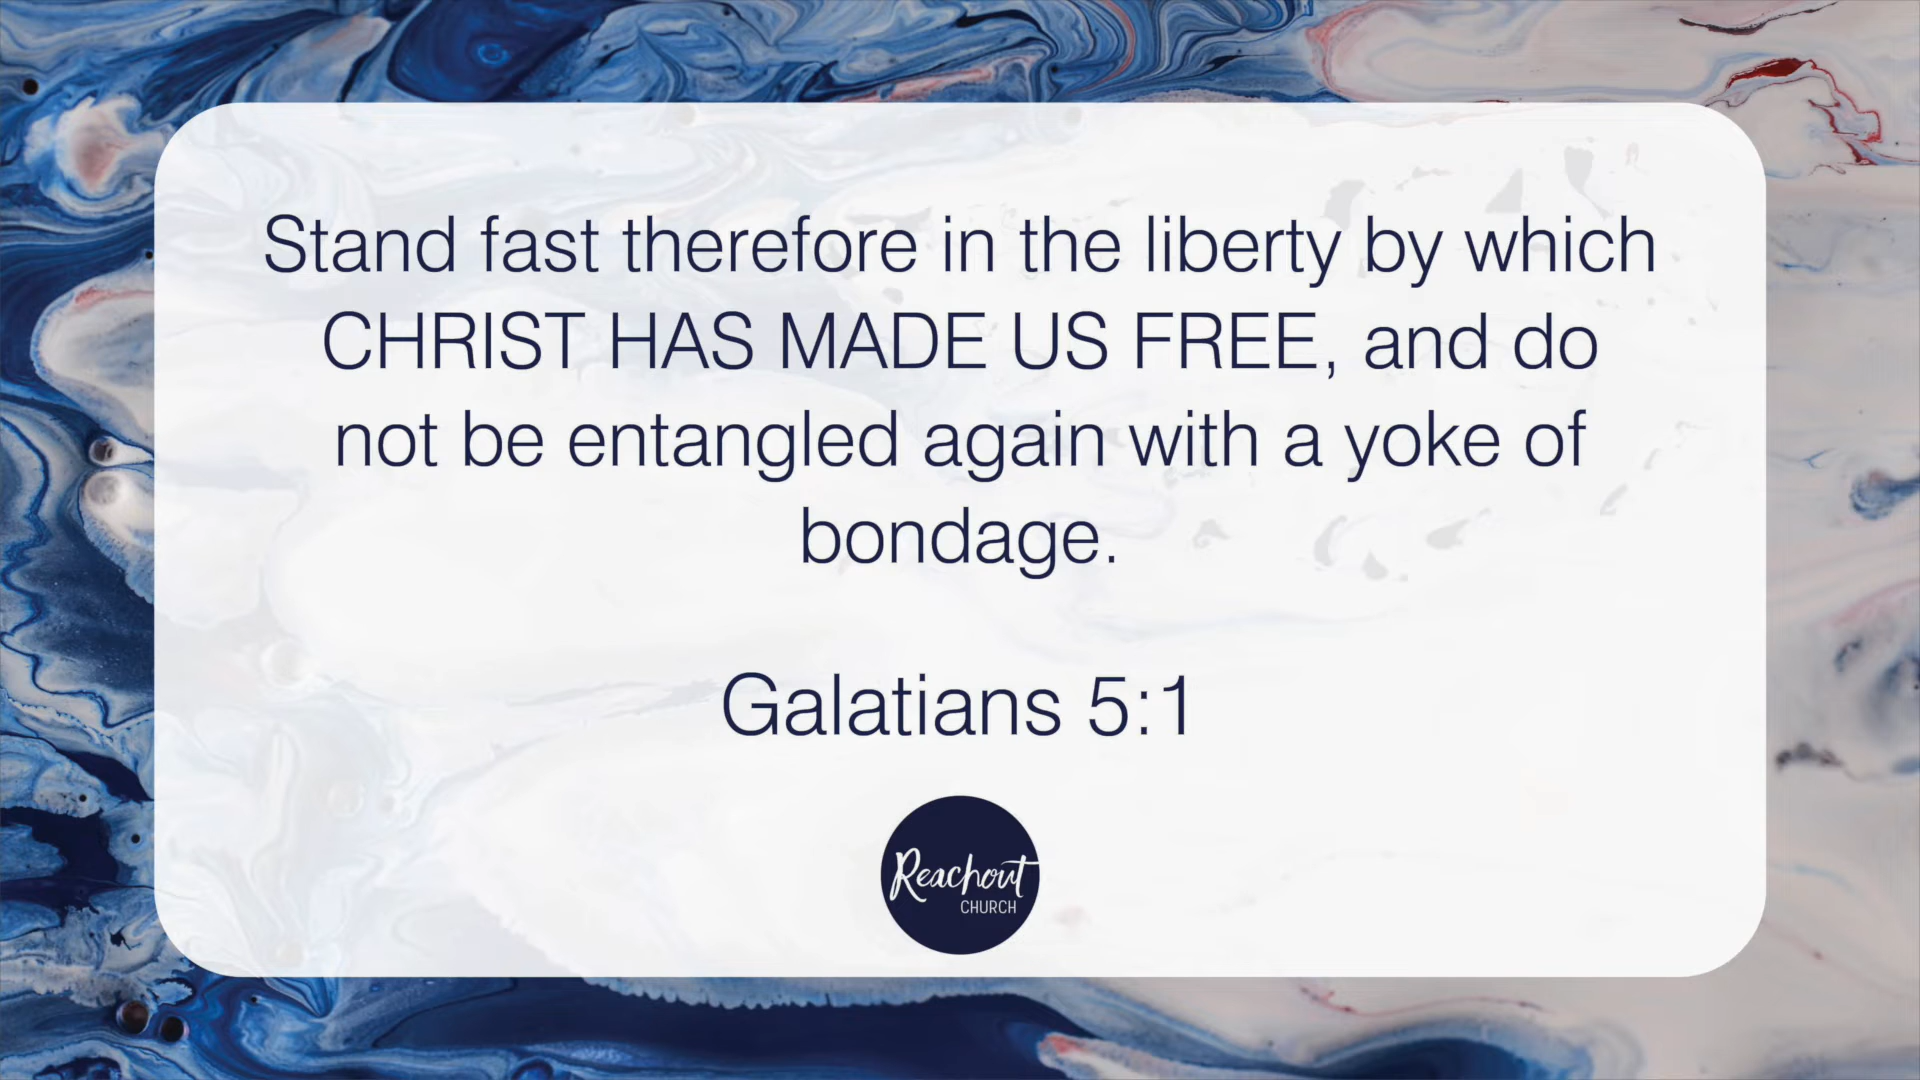 Stand fast therefore in the liberty by which
CHRIST HAS MADE US FREE, and do
not be entangled again with a yoke of
bondage.
Galatians 5:1
Reachout
CHURCH